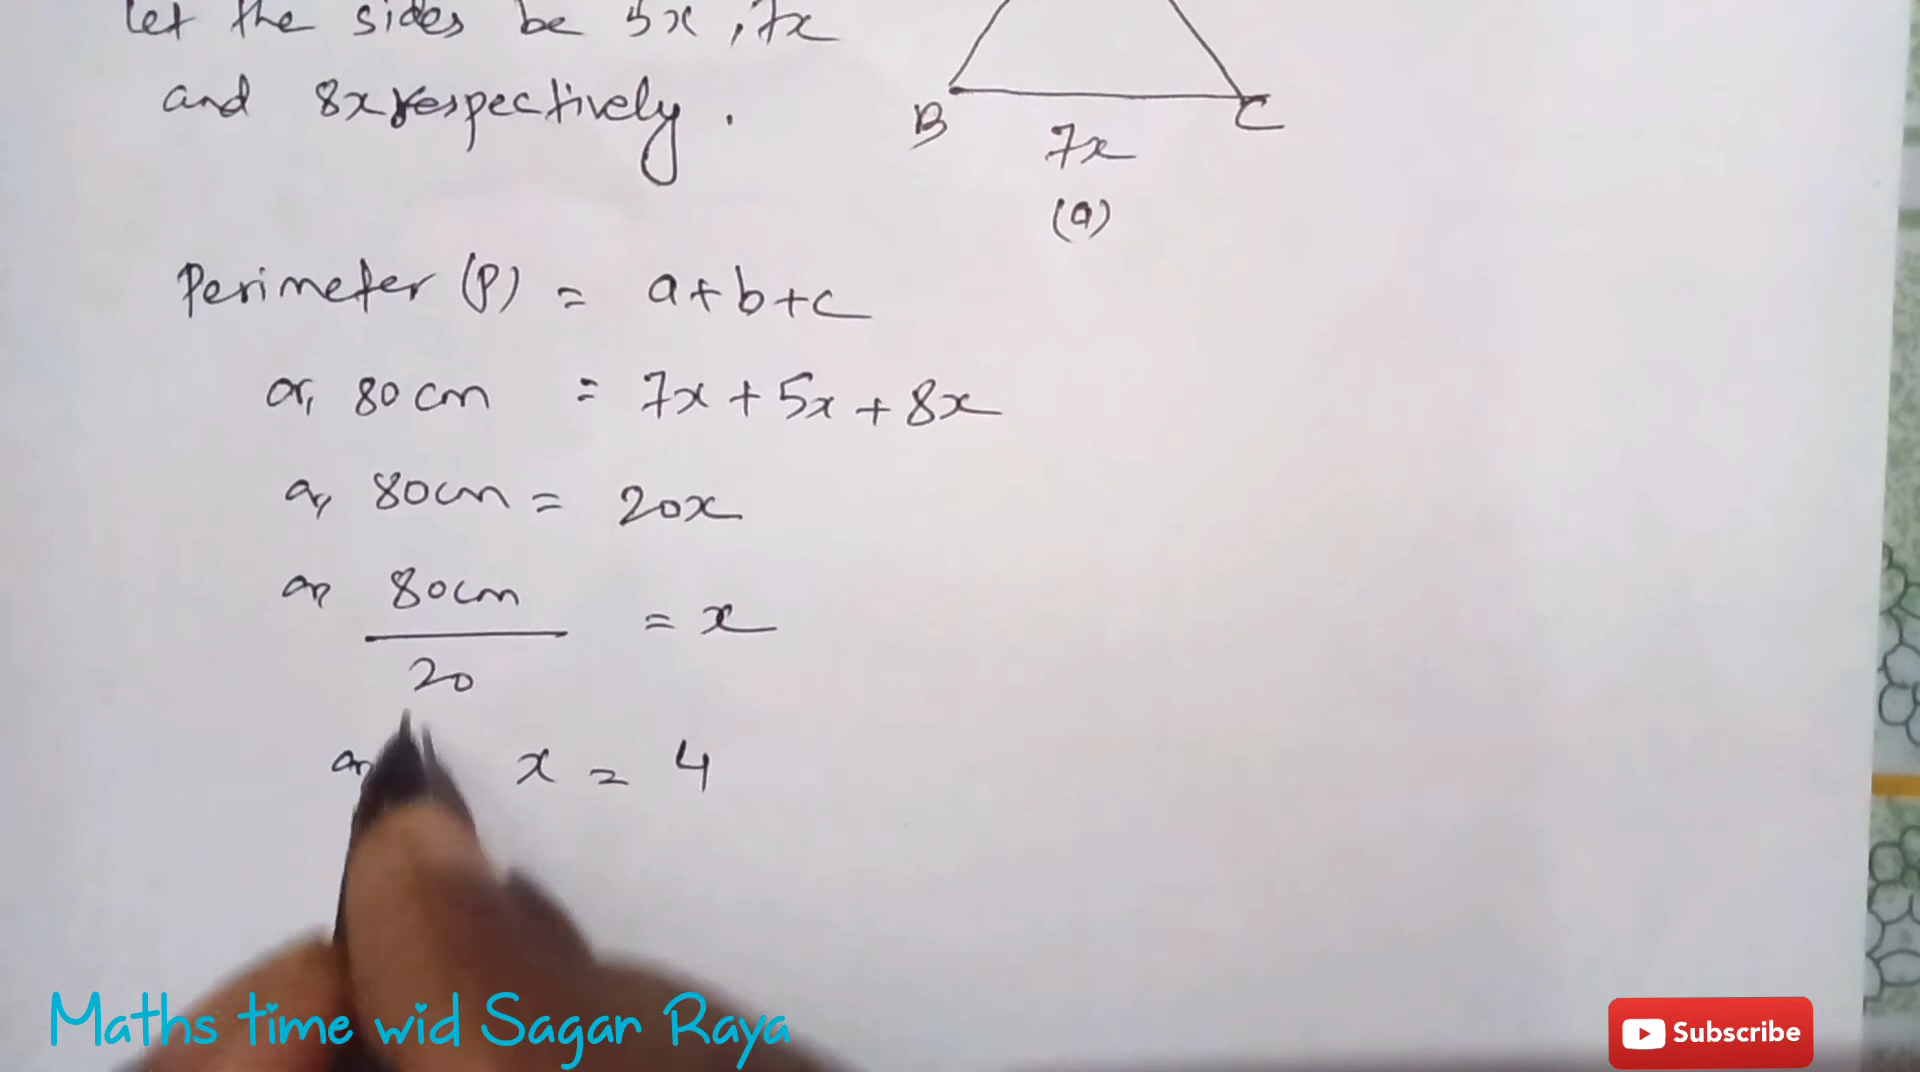 let the sides be 5x, 7x
and 8x respectively.
B
C
7x
(a)
Perimeter (P) = a+b+c
or, 80 cm = 7x + 5x + 8x
or, 80cm = 20x
or 80cm
20
= x
or x = 4
Maths time wid Sagar Raya
Subscribe